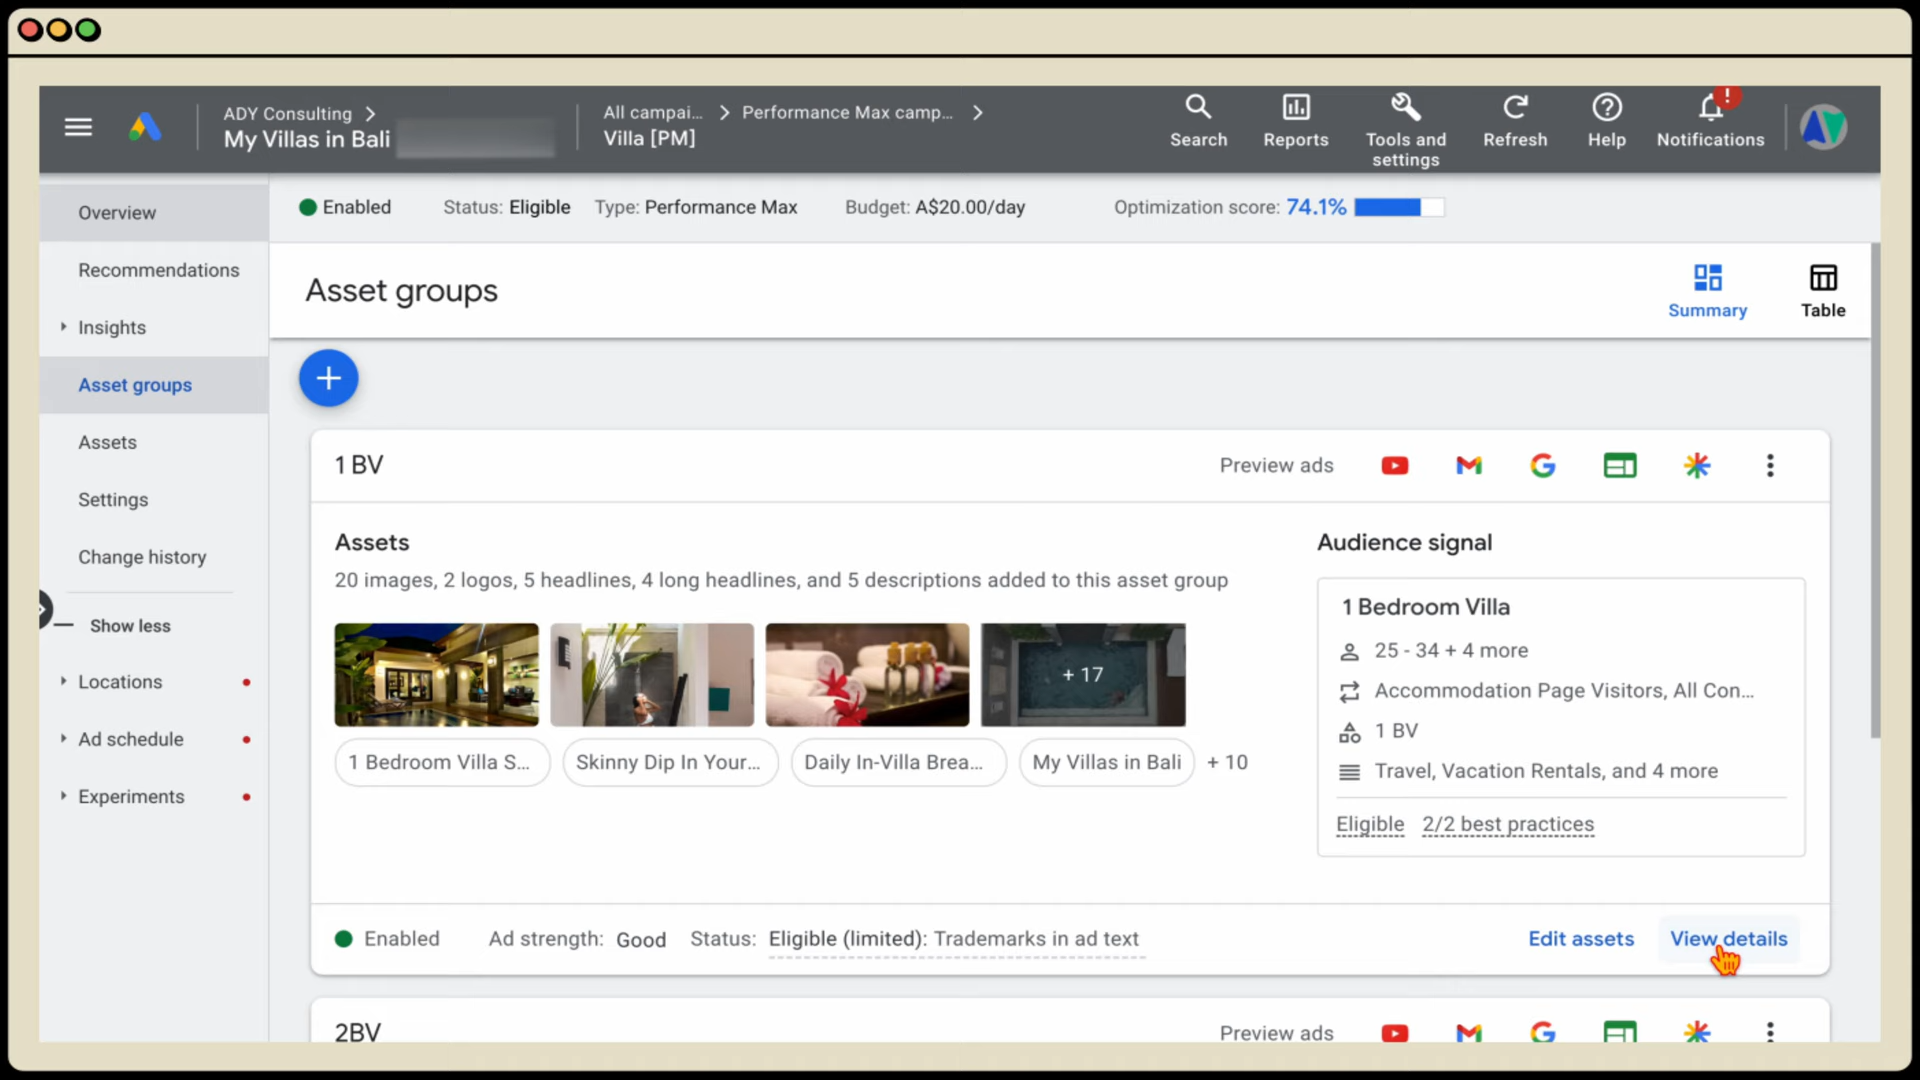 ADY Consulting
My Villas in Bali
All campai... Performance Max camp...
Villa [PM]
Search
Reports
Tools and
settings
Refresh
Help
!
Notifications
Overview
Recommendations
Insights
Asset groups
Assets
Settings
Change history
Show less
Locations
Ad schedule
Experiments
Enabled Status: Eligible Type: Performance Max Budget: A$20.00/day Optimization score: 74.1%
Asset groups
Summary
Table
+
1 BV
Preview ads
Assets
20 images, 2 logos, 5 headlines, 4 long headlines, and 5 descriptions added to this asset group
+ 17
1 Bedroom Villa S... Skinny Dip In Your... Daily In-Villa Brea... My Villas in Bali + 10
Audience signal
1 Bedroom Villa
25 - 34 + 4 more
Accommodation Page Visitors, All Con...
1 BV
Travel, Vacation Rentals, and 4 more
Eligible 2/2 best practices
Enabled Ad strength: Good Status: Eligible (limited): Trademarks in ad text Edit assets View details
2BV
Preview ads